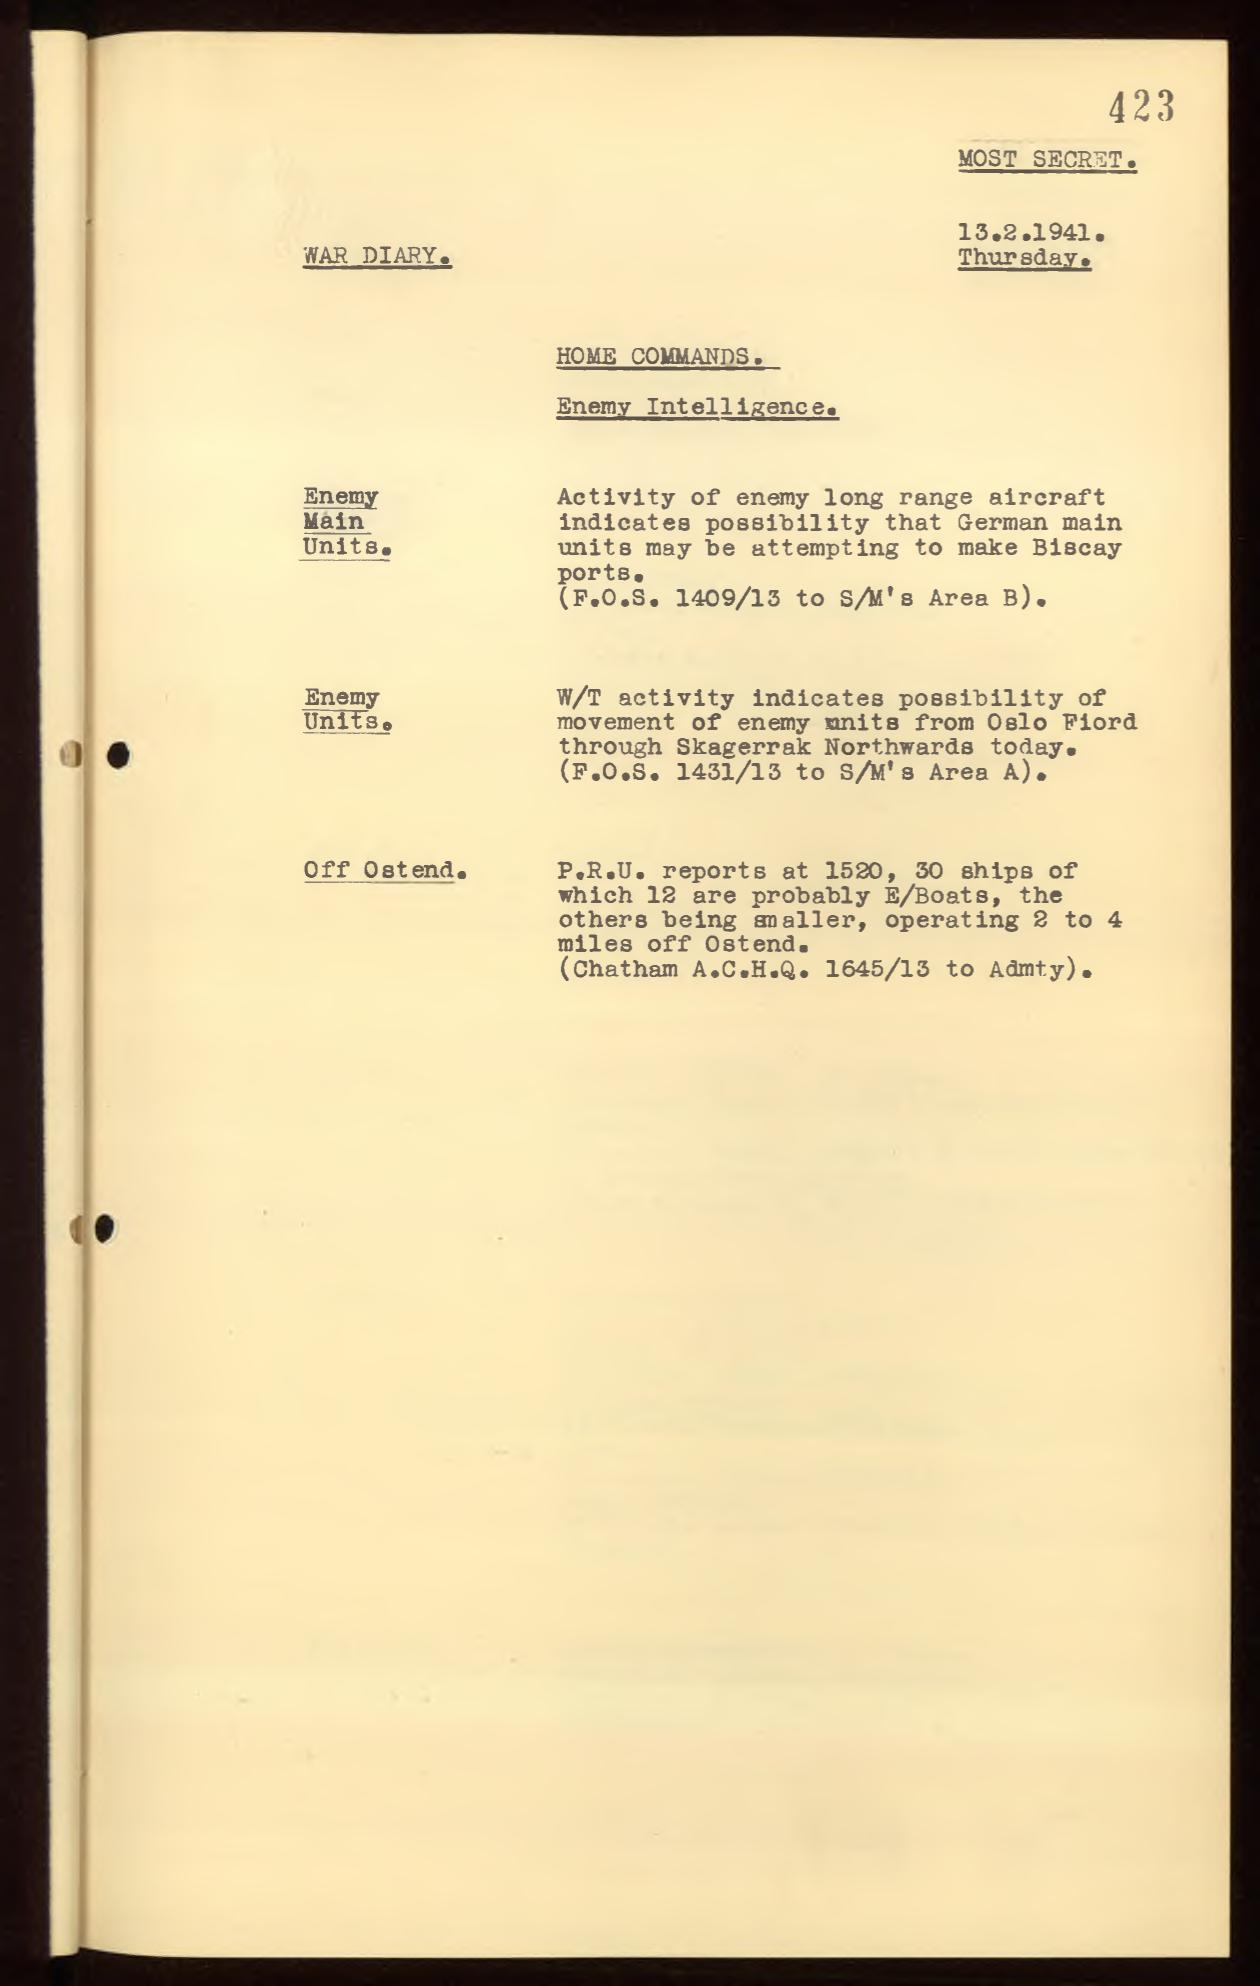 423
MOST SECRET.
13.2.1941.
WAR DIARY.
Thursday.
HOME COMMANDS.
Enemy Intelligence.
Enemy
Main
Units.
Activity of enemy long range aircraft
indicates possibility that German main
units may be attempting to make Biscay
ports.
(F.O.S. 1409/13 to S/M's Area B).
Enemy
Units.
W/T activity indicates possibility of
movement of enemy units from Oslo Fiord
through Skagerrak Northwards today.
(F.O.S. 1431/13 to S/M's Area A).
Off Ostend.
P.R.U. reports at 1520, 30 ships of
which 12 are probably E/Boats, the
others being smaller, operating 2 to 4
miles off Ostend.
(Chatham A.C.H.Q. 1645/13 to Admty).